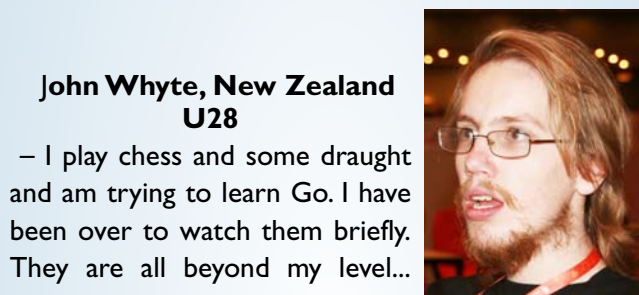 John Whyte, New Zealand
U28
– I play chess and some draught
and am trying to learn Go. I have
been over to watch them briefly.
They are all beyond my level...